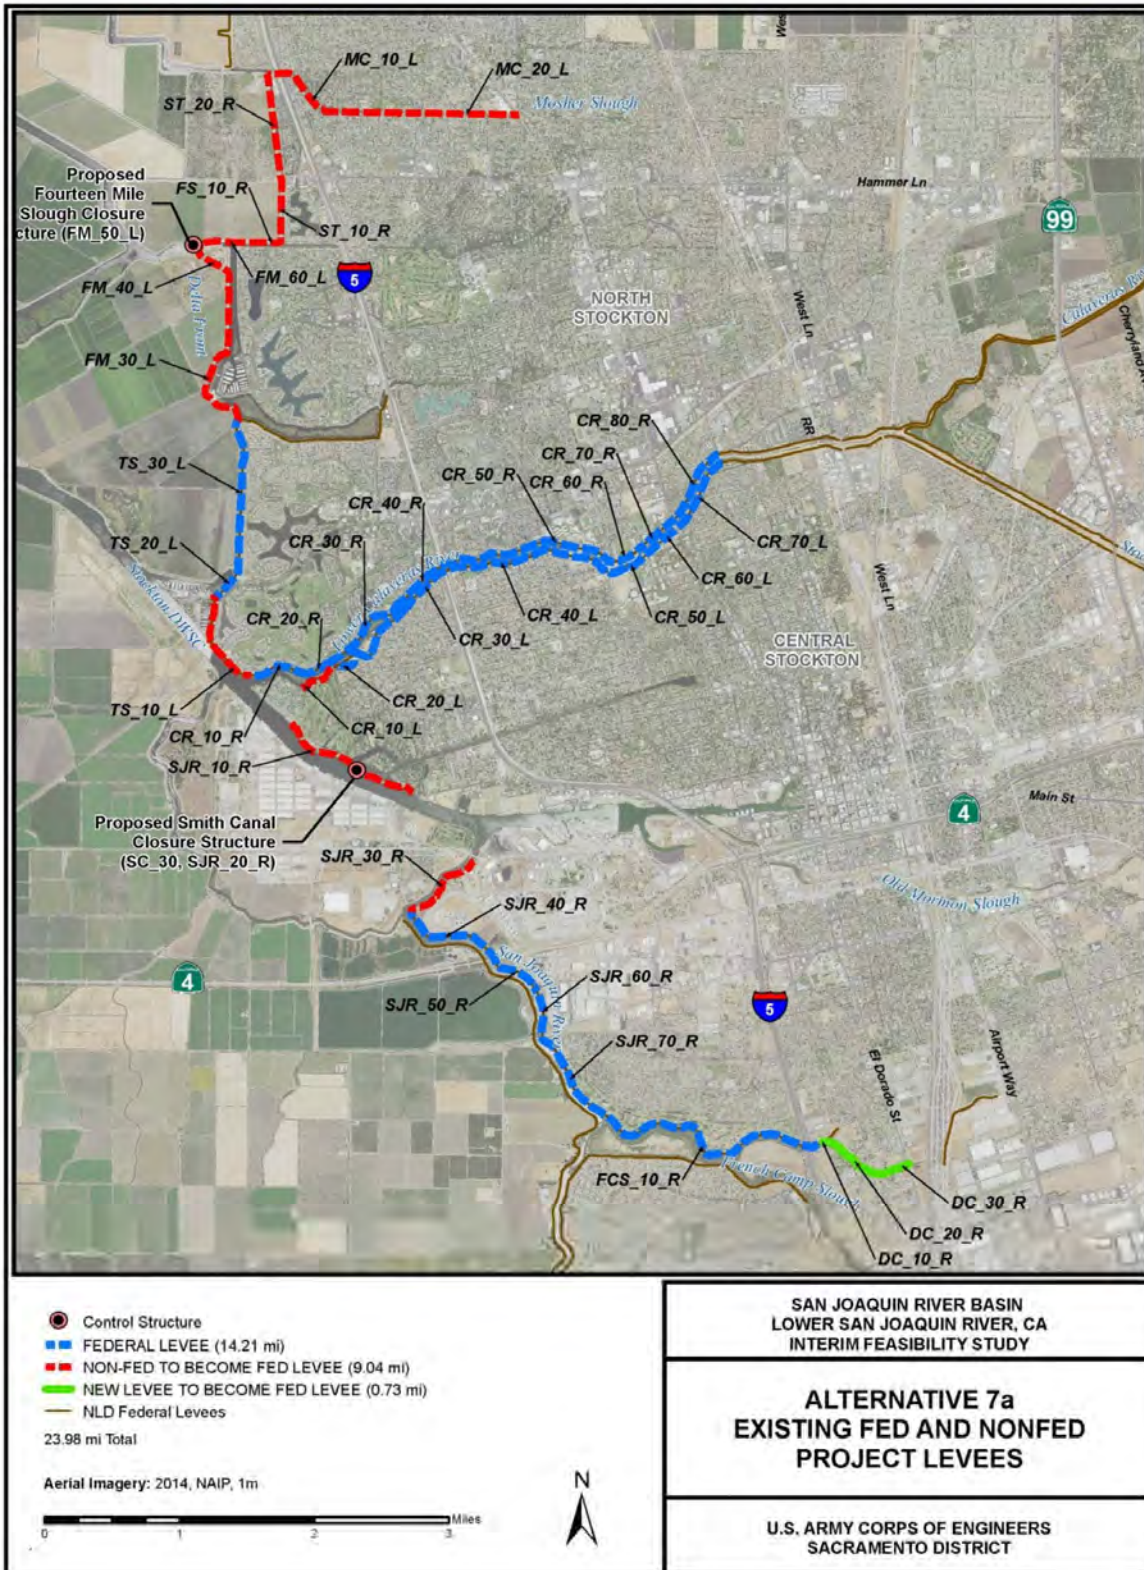 West
MC_10_L
MC_20_L
ST_20_R
Mosher Slough
Proposed
Fourteen Mile
Slough Closure
cture (FM_50_L)
FS_10_R
Hammer Ln
99
ST_10_R
FM_60_L
FM_40_L
5
Delta Front
NORTH
STOCKTON
West Ln
Calaveras
Cherryland
FM_30_L
CR_80_R
RR
CR_70_R
CR_50_R
CR_60_R
TS_30_L
CR_40_R
CR_70_L
CR_30_R
TS_20_L
Lower Calaveras River
CR_60_L
Stockton DWSC
CR_40_L
CR_50_L
West Ln
CR_20_R
CR_30_L
CENTRAL
STOCKTON
CR_20_L
TS_10_L
CR_10_L
CR_10_R
SJR_10_R
Main St
4
Proposed Smith Canal
Closure Structure
(SC_30, SJR_20_R)
SJR_30_R
Old Mormon Slough
SJR_40_R
San Joaquin River
4
SJR_60_R
SJR_50_R
5
SJR_70_R
Airport Way
El Dorado St
French Camp Slough
FCS_10_R
DC_30_R
DC_20_R
DC_10_R
Control Structure
FEDERAL LEVEE (14.21 mi)
NON-FED TO BECOME FED LEVEE (9.04 mi)
NEW LEVEE TO BECOME FED LEVEE (0.73 mi)
NLD Federal Levees
23.98 mi Total
Aerial Imagery: 2014, NAIP, 1m
Miles
0 1 2 3
N
SAN JOAQUIN RIVER BASIN
LOWER SAN JOAQUIN RIVER, CA
INTERIM FEASIBILITY STUDY
ALTERNATIVE 7a
EXISTING FED AND NONFED
PROJECT LEVEES
U.S. ARMY CORPS OF ENGINEERS
SACRAMENTO DISTRICT